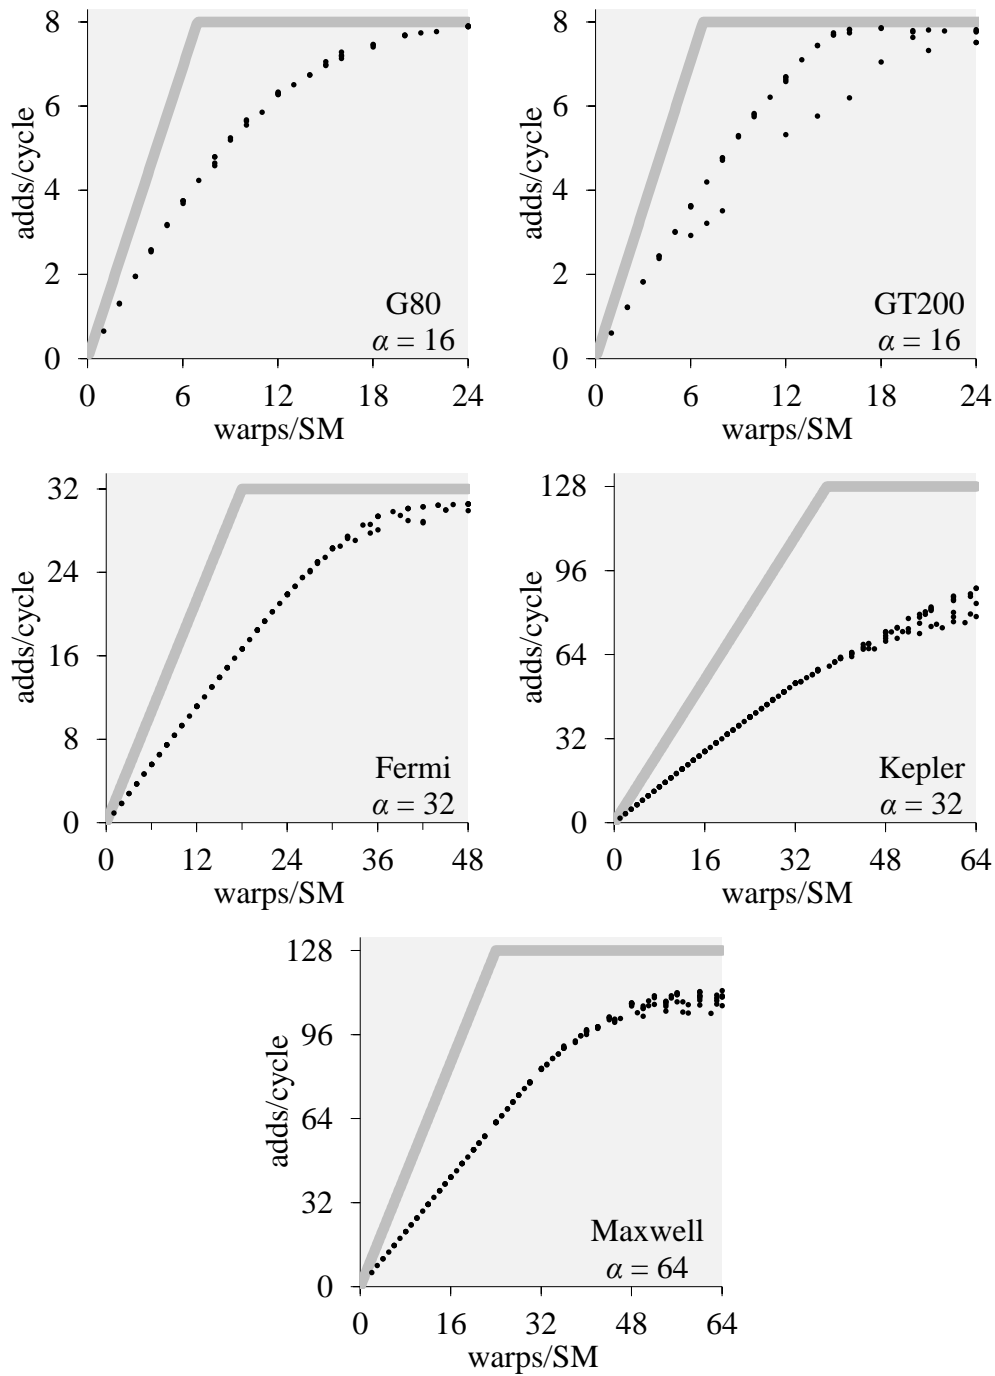 8
6
4
2
0
adds/cycle
G80
α = 16
0 6 12 18 24
warps/SM
8
6
4
2
0
adds/cycle
GT200
α = 16
0 6 12 18 24
warps/SM
32
24
16
8
0
adds/cycle
Fermi
α = 32
0 12 24 36 48
warps/SM
128
96
64
32
0
adds/cycle
Kepler
α = 32
0 16 32 48 64
warps/SM
128
96
64
32
0
adds/cycle
Maxwell
α = 64
0 16 32 48 64
warps/SM